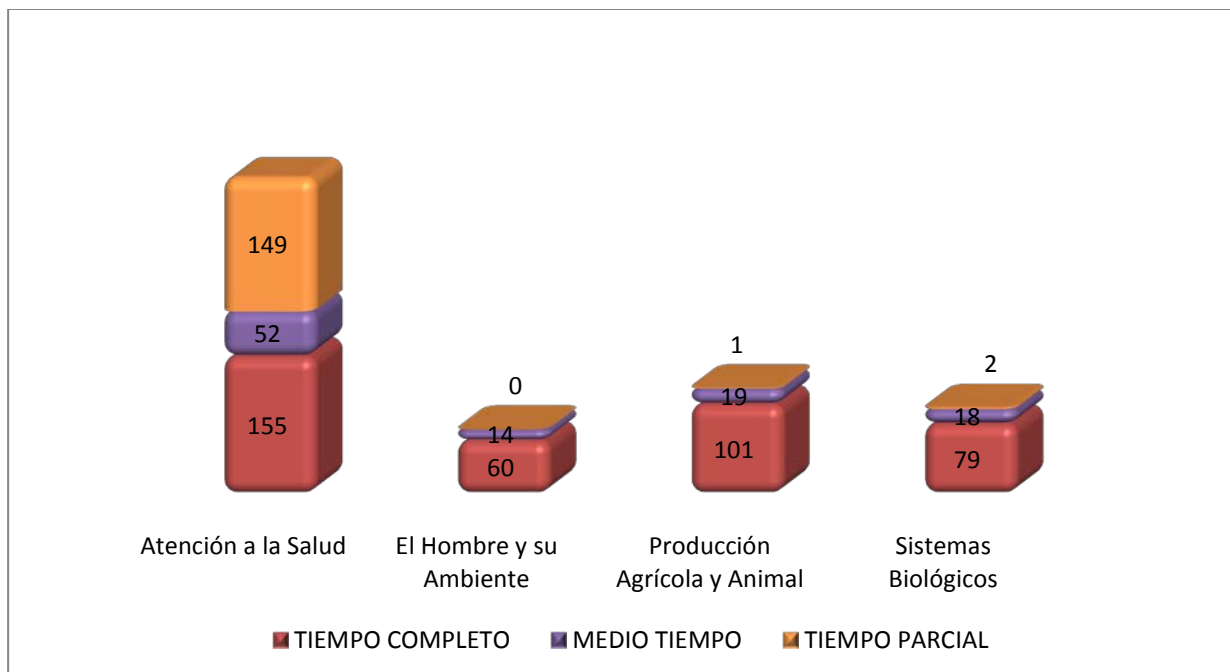 149
52
155
0
14
60
1
19
101
2
18
79
Atención a la Salud
El Hombre y su
Ambiente
Producción
Agrícola y Animal
Sistemas
Biológicos
TIEMPO COMPLETO MEDIO TIEMPO TIEMPO PARCIAL